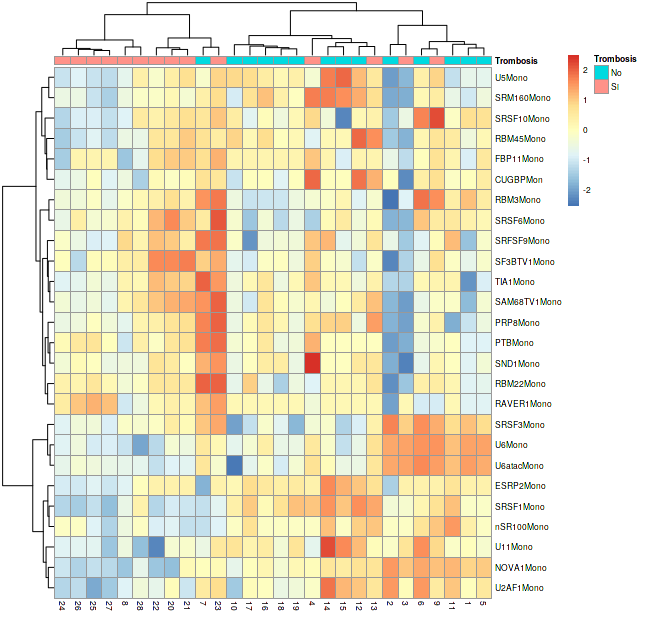 Trombosis
U5Mono
SRM160Mono
SRSF10Mono
RBM45Mono
FBP11Mono
CUGBPMon
RBM3Mono
SRSF6Mono
SRFSF9Mono
SF3BTV1Mono
TIA1Mono
SAM68TV1Mono
PRP8Mono
PTBMono
SND1Mono
RBM22Mono
RAVER1Mono
SRSF3Mono
U6Mono
U6atacMono
ESRP2Mono
SRSF1Mono
nSR100Mono
U11Mono
NOVA1Mono
U2AF1Mono
24 26 25 27 8 28 22 20 21 7 23 10 17 16 18 19 4 14 15 12 13 2 3 6 9 11 1 5
2
1
0
-1
-2
Trombosis
No
SI